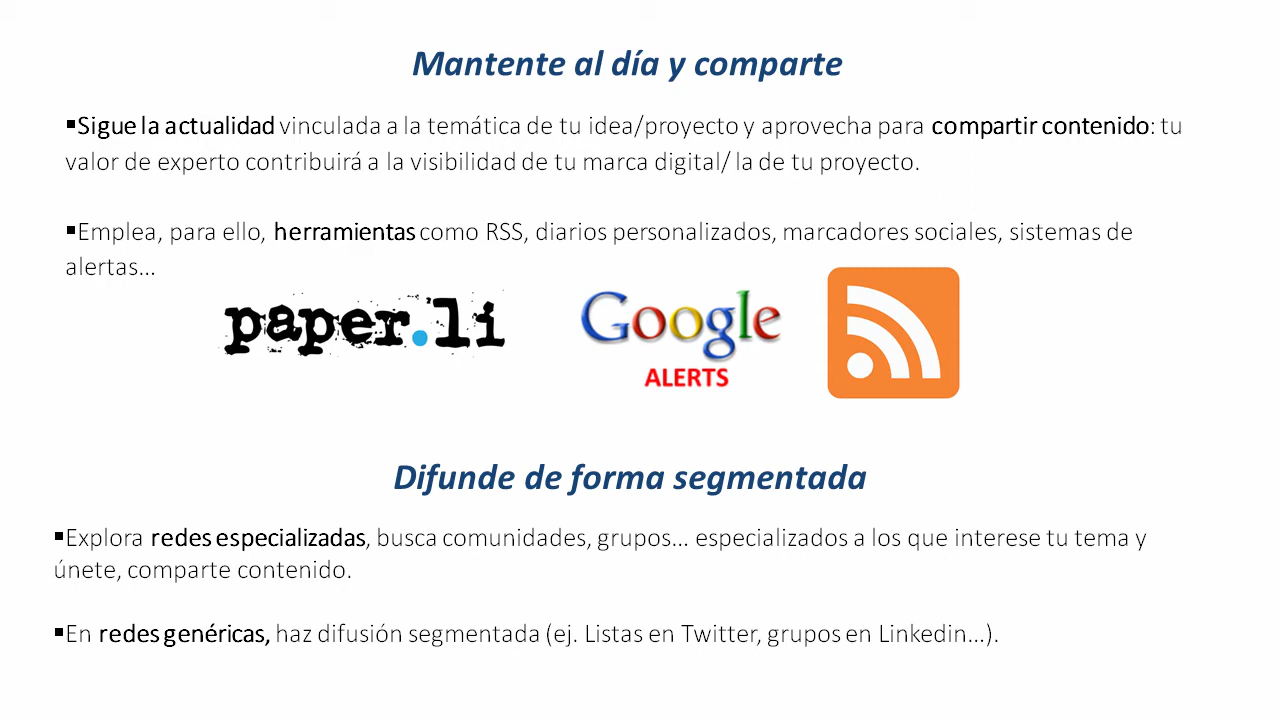 Mantente al día y comparte
▪Sigue la actualidad vinculada a la temática de tu idea/proyecto y aprovecha para compartir contenido: tu
valor de experto contribuirá a la visibilidad de tu marca digital/ la de tu proyecto.
▪Emplea, para ello, herramientas como RSS, diarios personalizados, marcadores sociales, sistemas de
alertas...
paper.li
Google
ALERTS
Difunde de forma segmentada
▪Explora redes especializadas, busca comunidades, grupos... especializados a los que interese tu tema y
únete, comparte contenido.
▪En redes genéricas, haz difusión segmentada (ej. Listas en Twitter, grupos en Linkedin...).